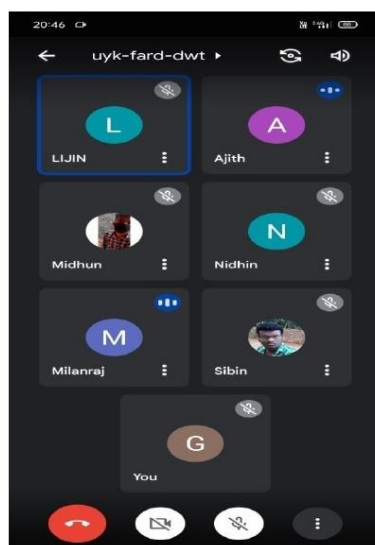 20:46
uyk-fard-dwt
L
LIJIN
A
Ajith
Midhun
N
Nidhin
M
Milanraj
Sibin
G
You